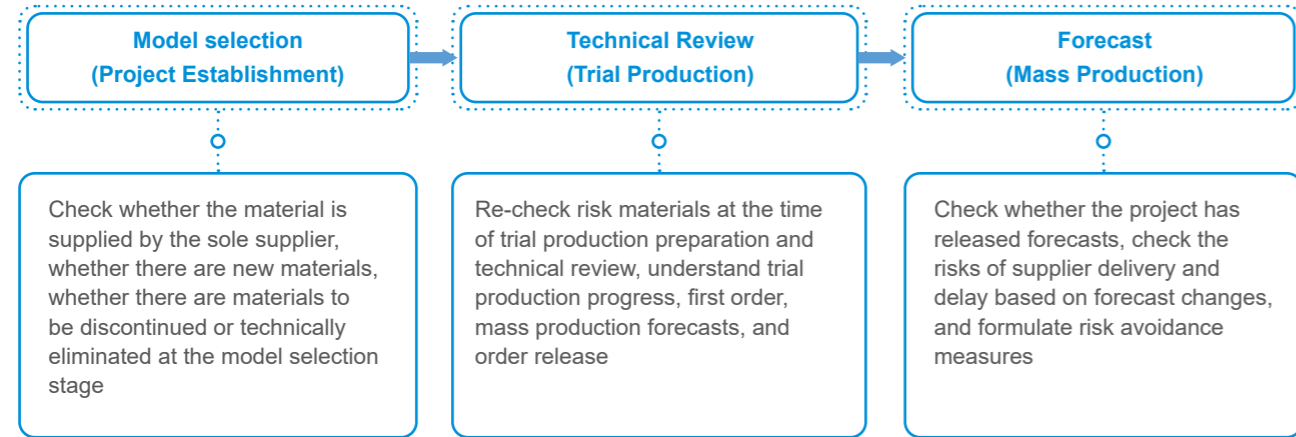 Model selection
(Project Establishment)
Technical Review
(Trial Production)
Forecast
(Mass Production)
Check whether the material is
supplied by the sole supplier,
whether there are new materials,
whether there are materials to
be discontinued or technically
eliminated at the model selection
stage
Re-check risk materials at the time
of trial production preparation and
technical review, understand trial
production progress, first order,
mass production forecasts, and
order release
Check whether the project has
released forecasts, check the
risks of supplier delivery and
delay based on forecast changes,
and formulate risk avoidance
measures